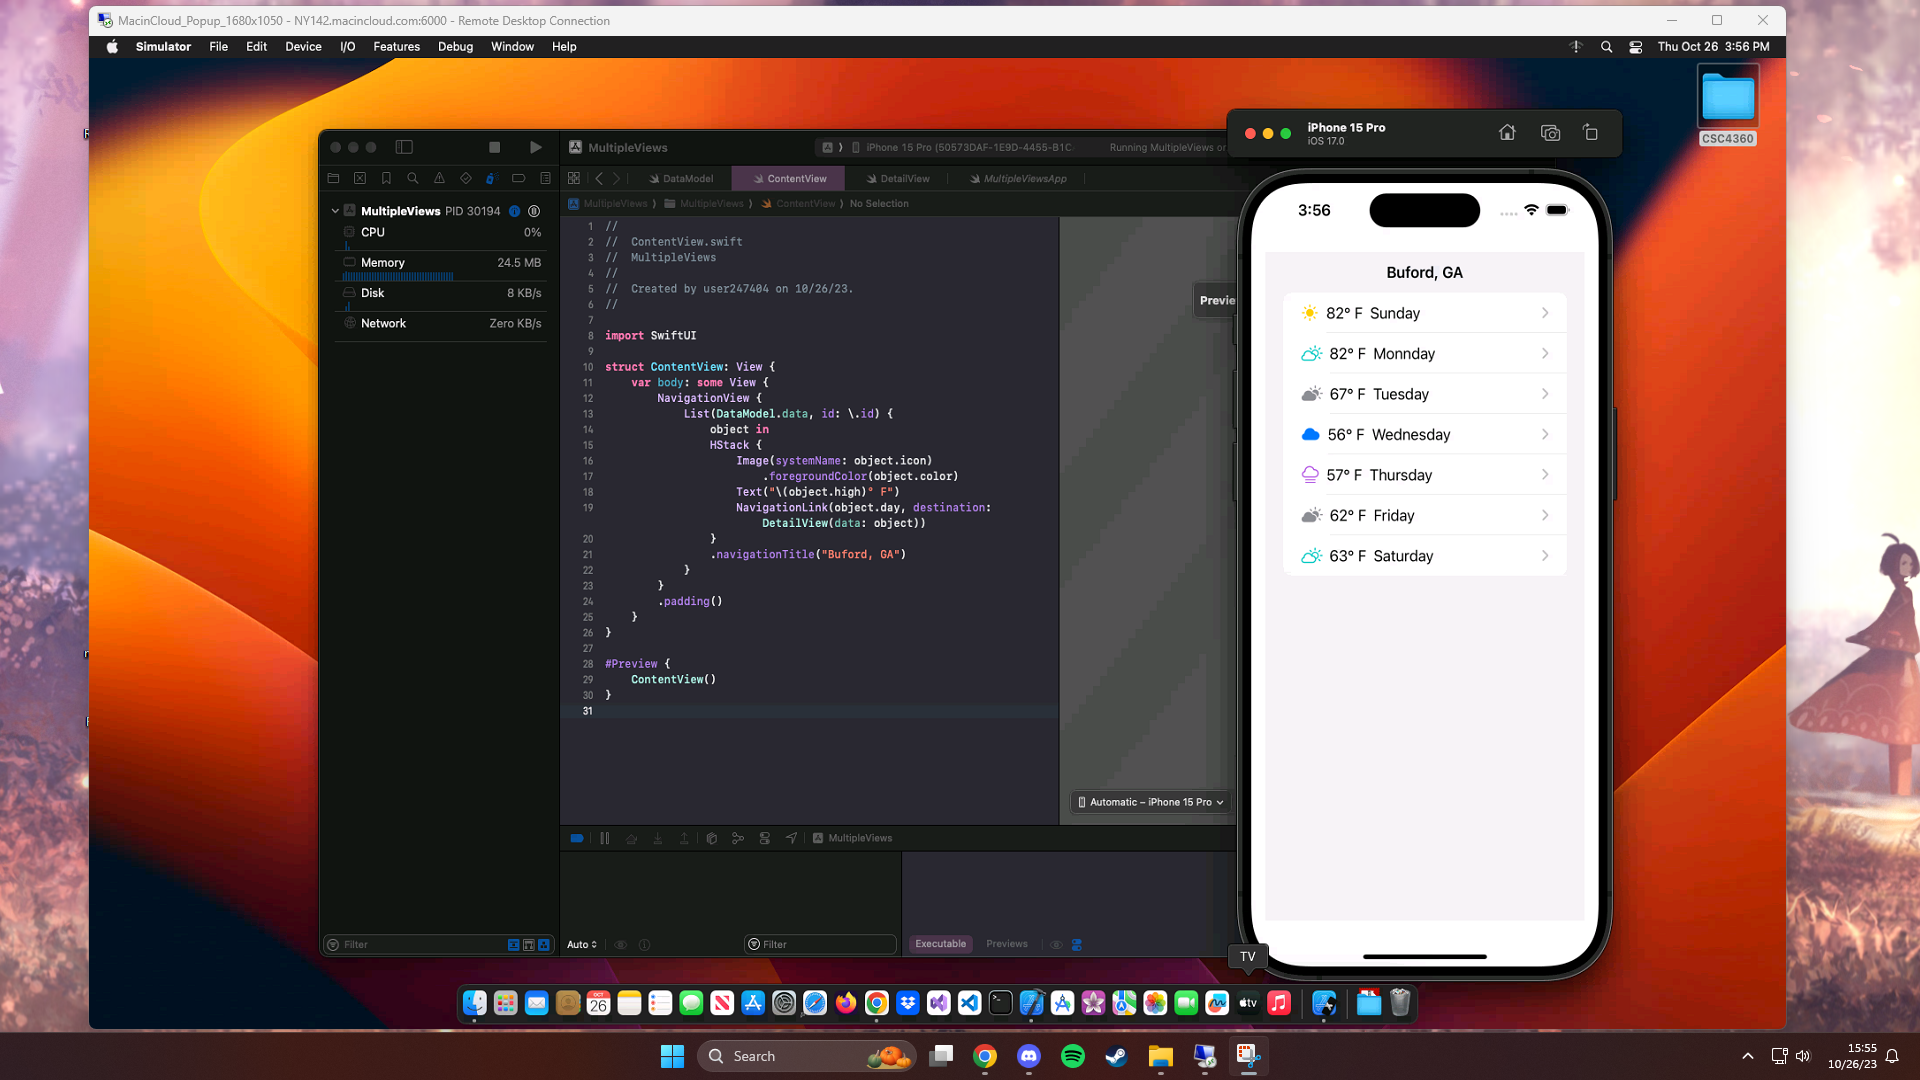 MacinCloud_Popup_1680x1050 - NY142.macincloud.com:6000 - Remote Desktop Connection
Simulator File Edit Device I/O Features Debug Window Help
Thu Oct 26 3:56 PM
CSC4360
iPhone 15 Pro
iOS 17.0
MultipleViews
iPhone 15 Pro (50573DAF-1E9D-4455-B1C
Running MultipleViews on
DataModel
ContentView
DetailView
MultipleViewsApp
MultipleViews PID 30194
CPU 0%
Memory 24.5 MB
Disk 8 KB/s
Network Zero KB/s
MultipleViews MultipleViews ContentView No Selection
1 //
2 //  ContentView.swift
3 //  MultipleViews
4 //
5 //  Created by user247404 on 10/26/23.
6 //
7
8 import SwiftUI
9
10 struct ContentView: View {
11     var body: some View {
12         NavigationView {
13             List(DataModel.data, id: \.id) {
14                 object in
15                 HStack {
16                     Image(systemName: object.icon)
17                         .foregroundColor(object.color)
18                     Text("\(object.high)° F")
19                     NavigationLink(object.day, destination:
                        DetailView(data: object))
20                 }
21                 .navigationTitle("Buford, GA")
22             }
23         }
24         .padding()
25     }
26 }
27
28 #Preview {
29     ContentView()
30 }
31
Previe
Automatic – iPhone 15 Pro
3:56
Buford, GA
82° F Sunday
82° F Monnday
67° F Tuesday
56° F Wednesday
57° F Thursday
62° F Friday
63° F Saturday
MultipleViews
Filter
Auto
Filter
Executable
Previews
TV
OCT
26
tv
Search
15:55
10/26/23